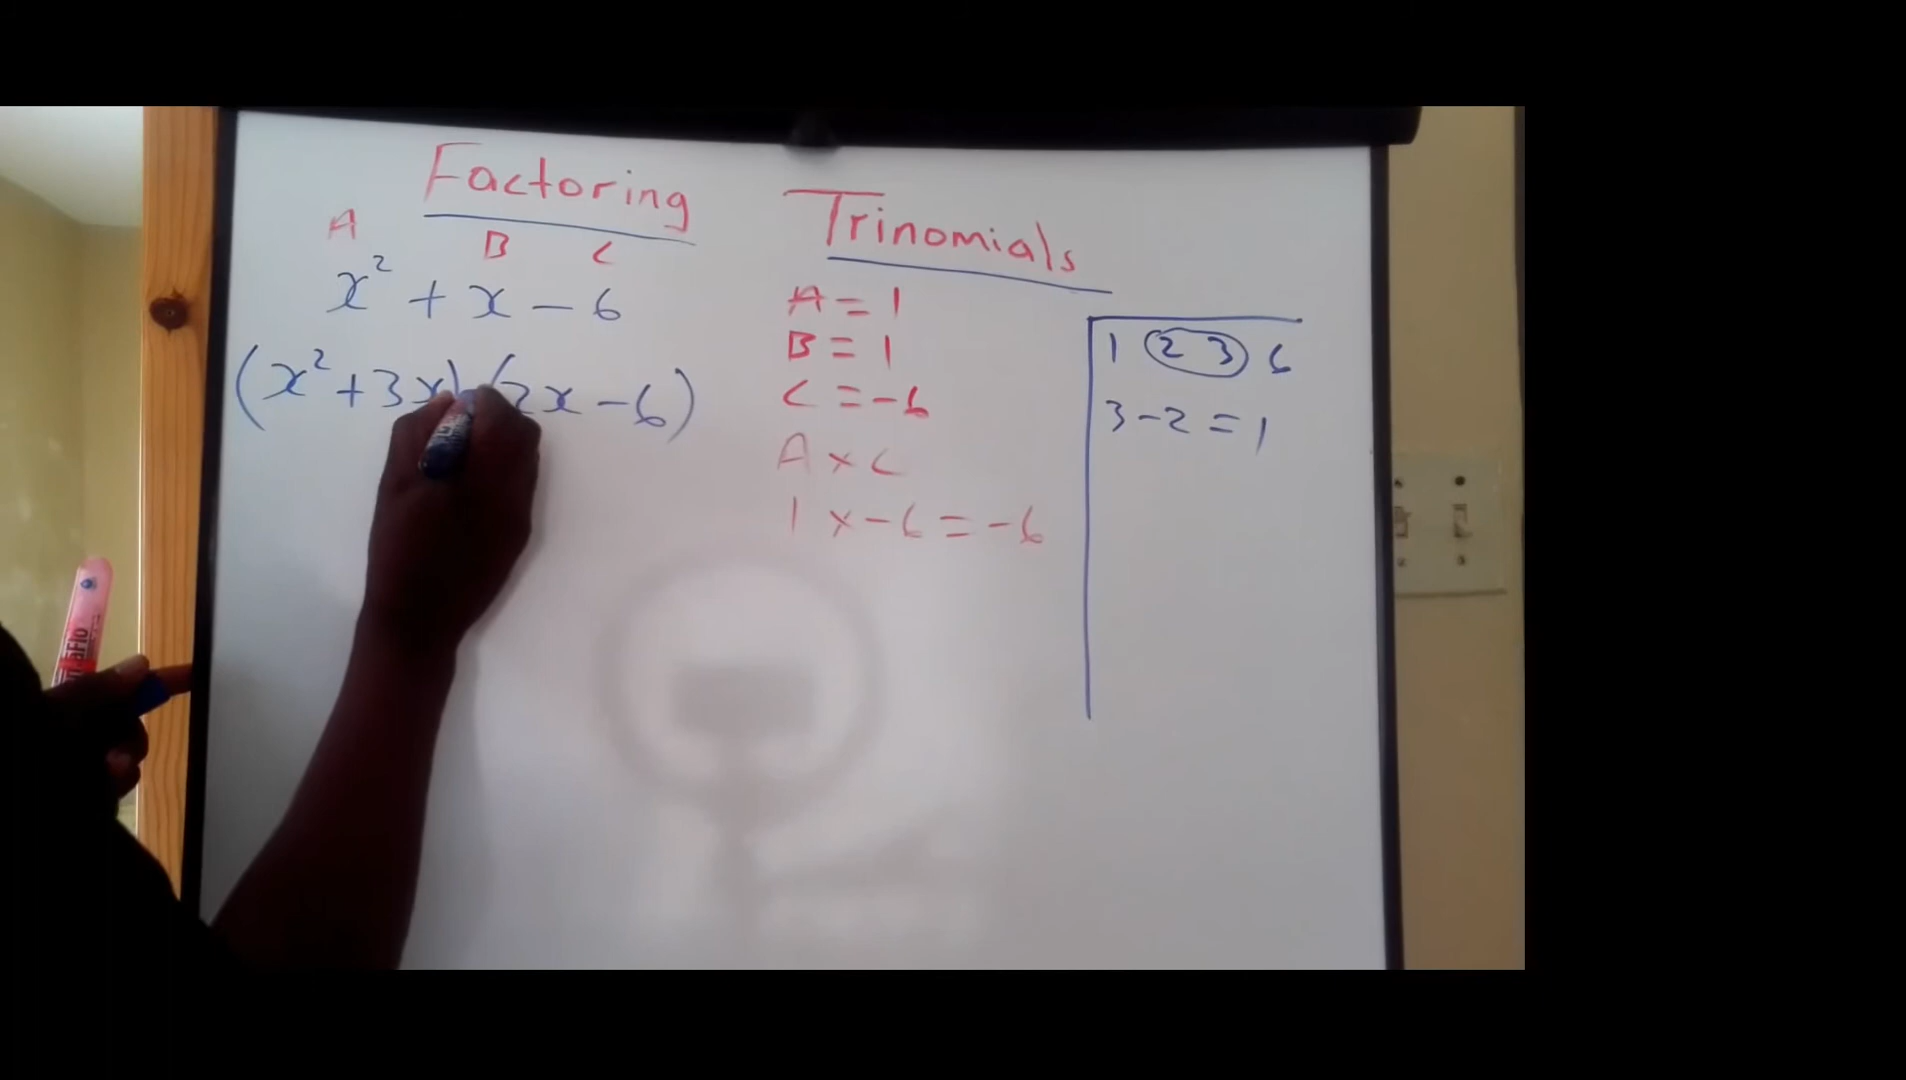 Factoring Trinomials
A B C
x² + x - 6
(x² + 3x) (2x - 6)
A = 1
B = 1
C = -6
A × C
1 × -6 = -6
1 2 3 6
3 - 2 = 1